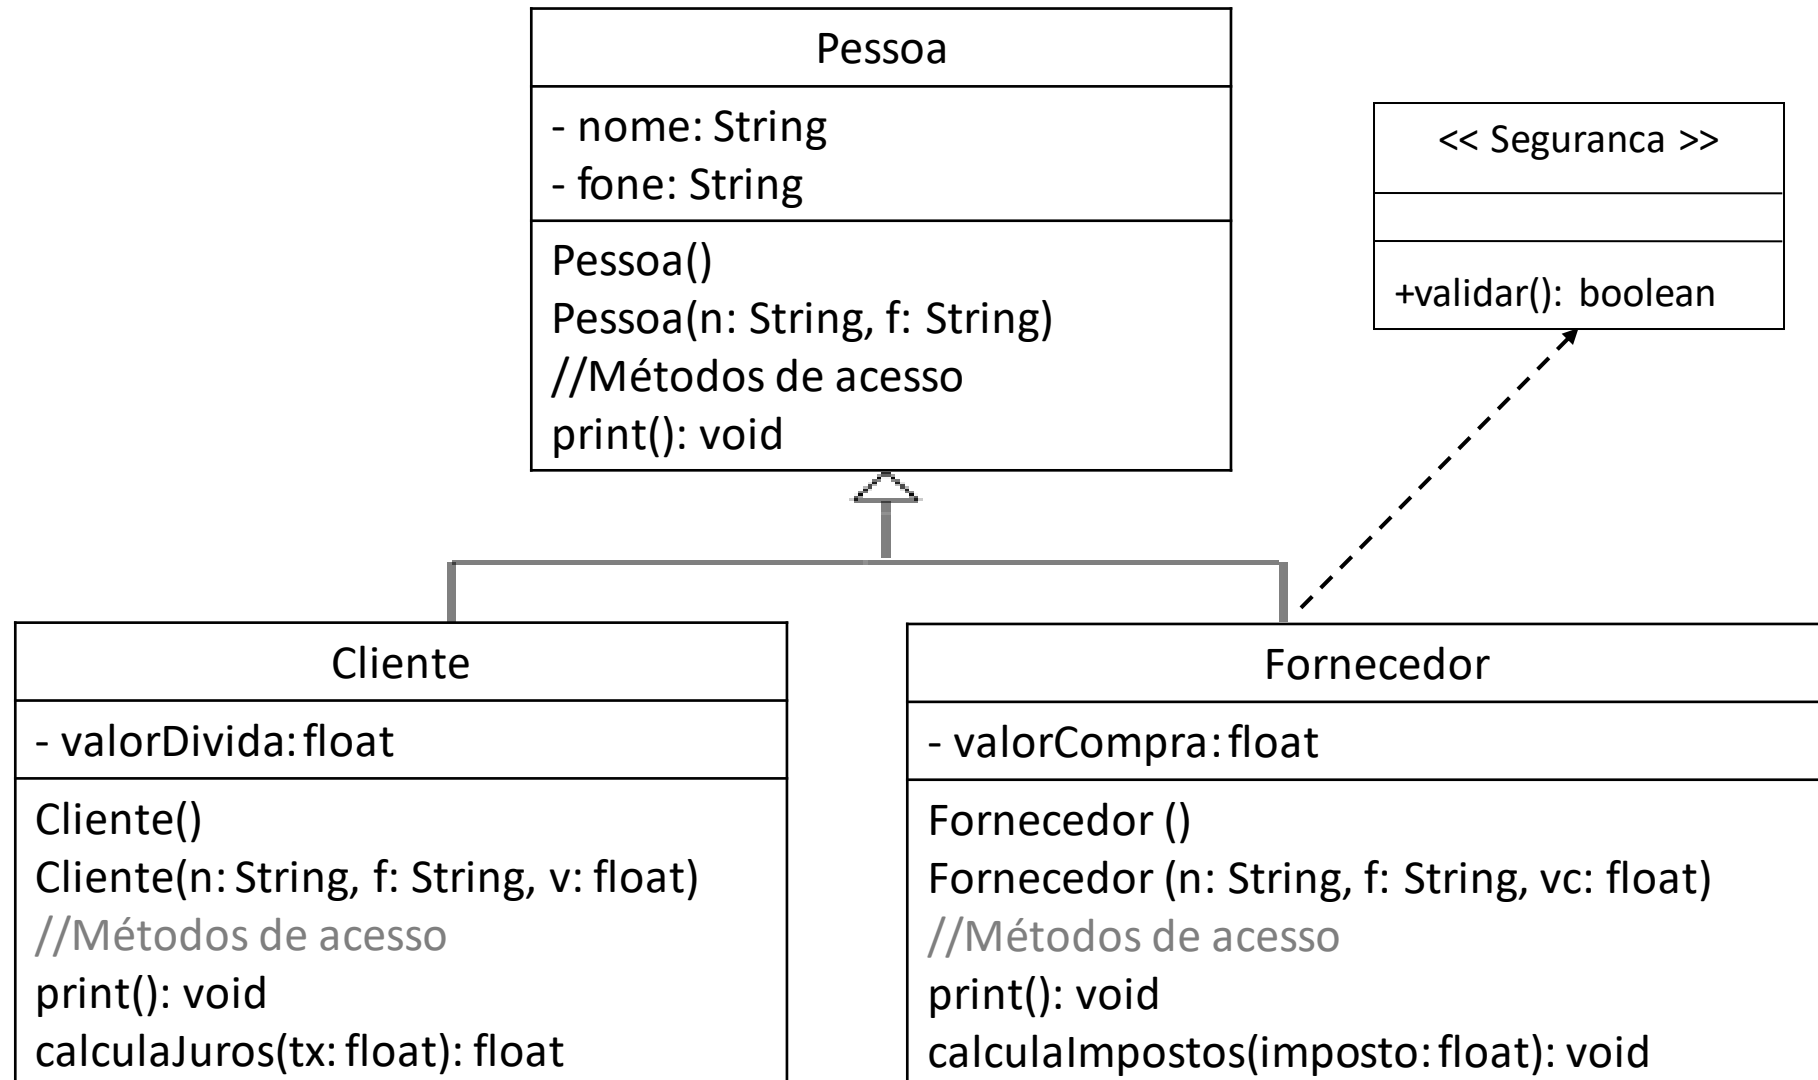 Pessoa
- nome: String
- fone: String
Pessoa()
Pessoa(n: String, f: String)
//Métodos de acesso
print(): void
<< Seguranca >>
+validar(): boolean
Cliente
- valorDivida: float
Cliente()
Cliente(n: String, f: String, v: float)
//Métodos de acesso
print(): void
calculaJuros(tx: float): float
Fornecedor
- valorCompra: float
Fornecedor ()
Fornecedor (n: String, f: String, vc: float)
//Métodos de acesso
print(): void
calculaImpostos(imposto: float): void